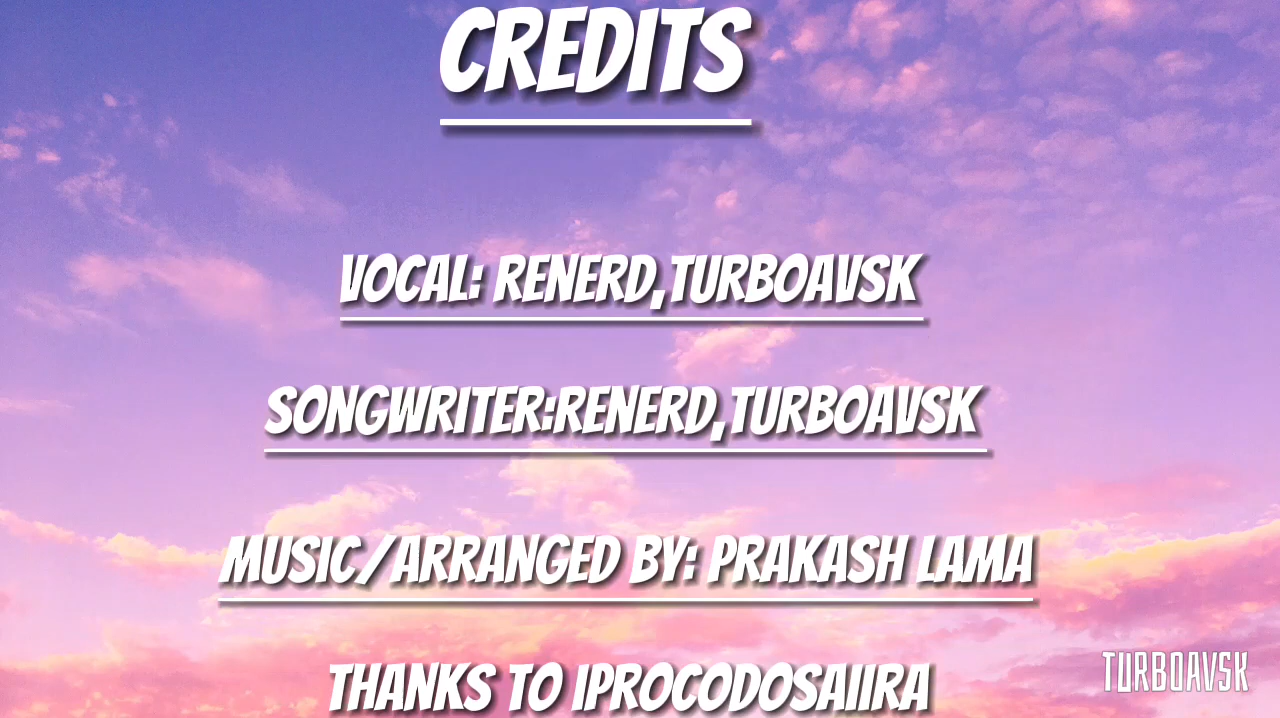 CREDITS
VOCAL: RENERD,TURBOAVSK
SONGWRITER:RENERD,TURBOAVSK
MUSIC/ARRANGED BY: PRAKASH LAMA
THANKS TO IPROCODOSAIIRA
TURBOAVSK